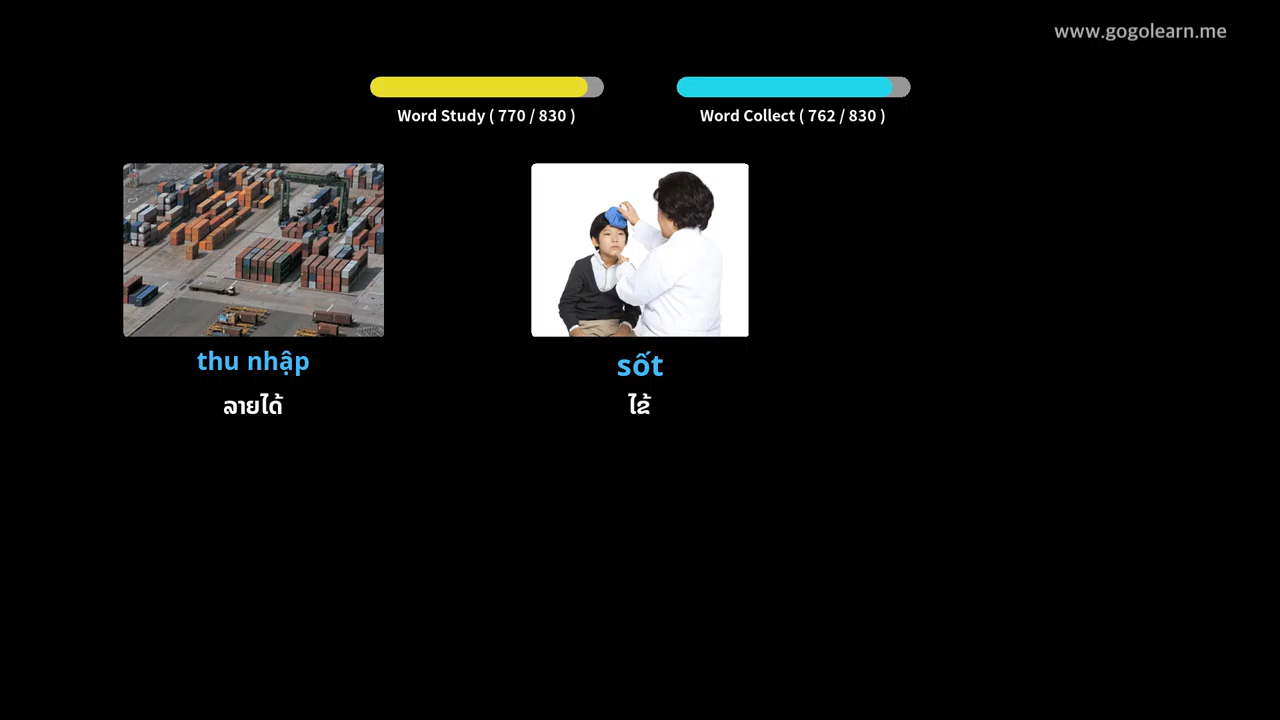 www.gogolearn.me
Word Study ( 770 / 830 )
Word Collect ( 762 / 830 )
thu nhập
ລາຍໄດ້
sốt
ໄຂ້